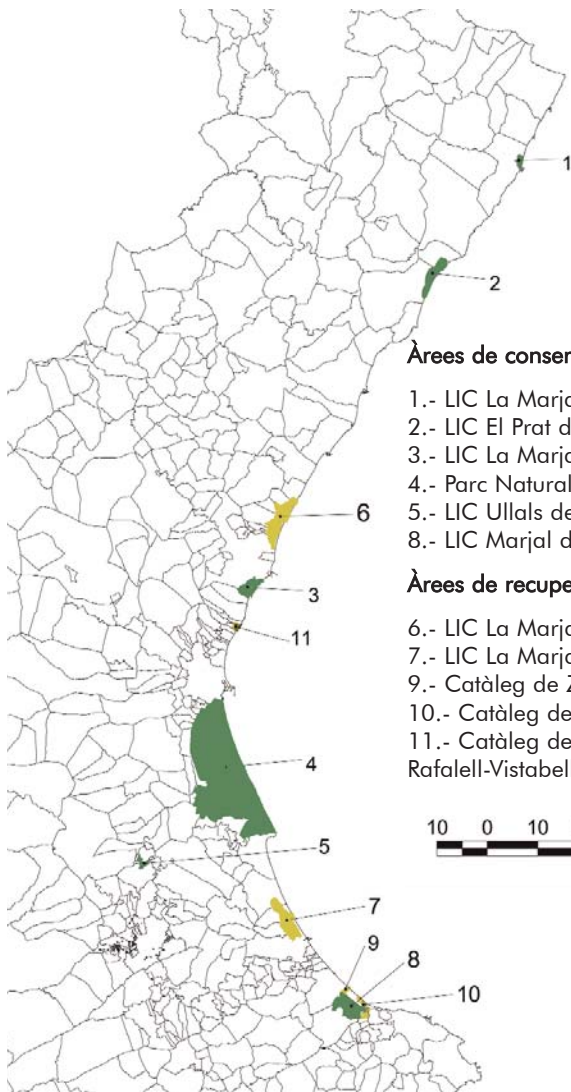 1
2
Àrees de conser
1.- LIC La Marja
2.- LIC El Prat d
3.- LIC La Marja
4.- Parc Natural
5.- LIC Ullals de
8.- LIC Marjal d
Àrees de recupe
6.- LIC La Marja
7.- LIC La Marja
9.- Catàleg de Z
10.- Catàleg de
11.- Catàleg de
Rafalell-Vistabel
6
3
11
4
10 0 10
5
7
9
8
10